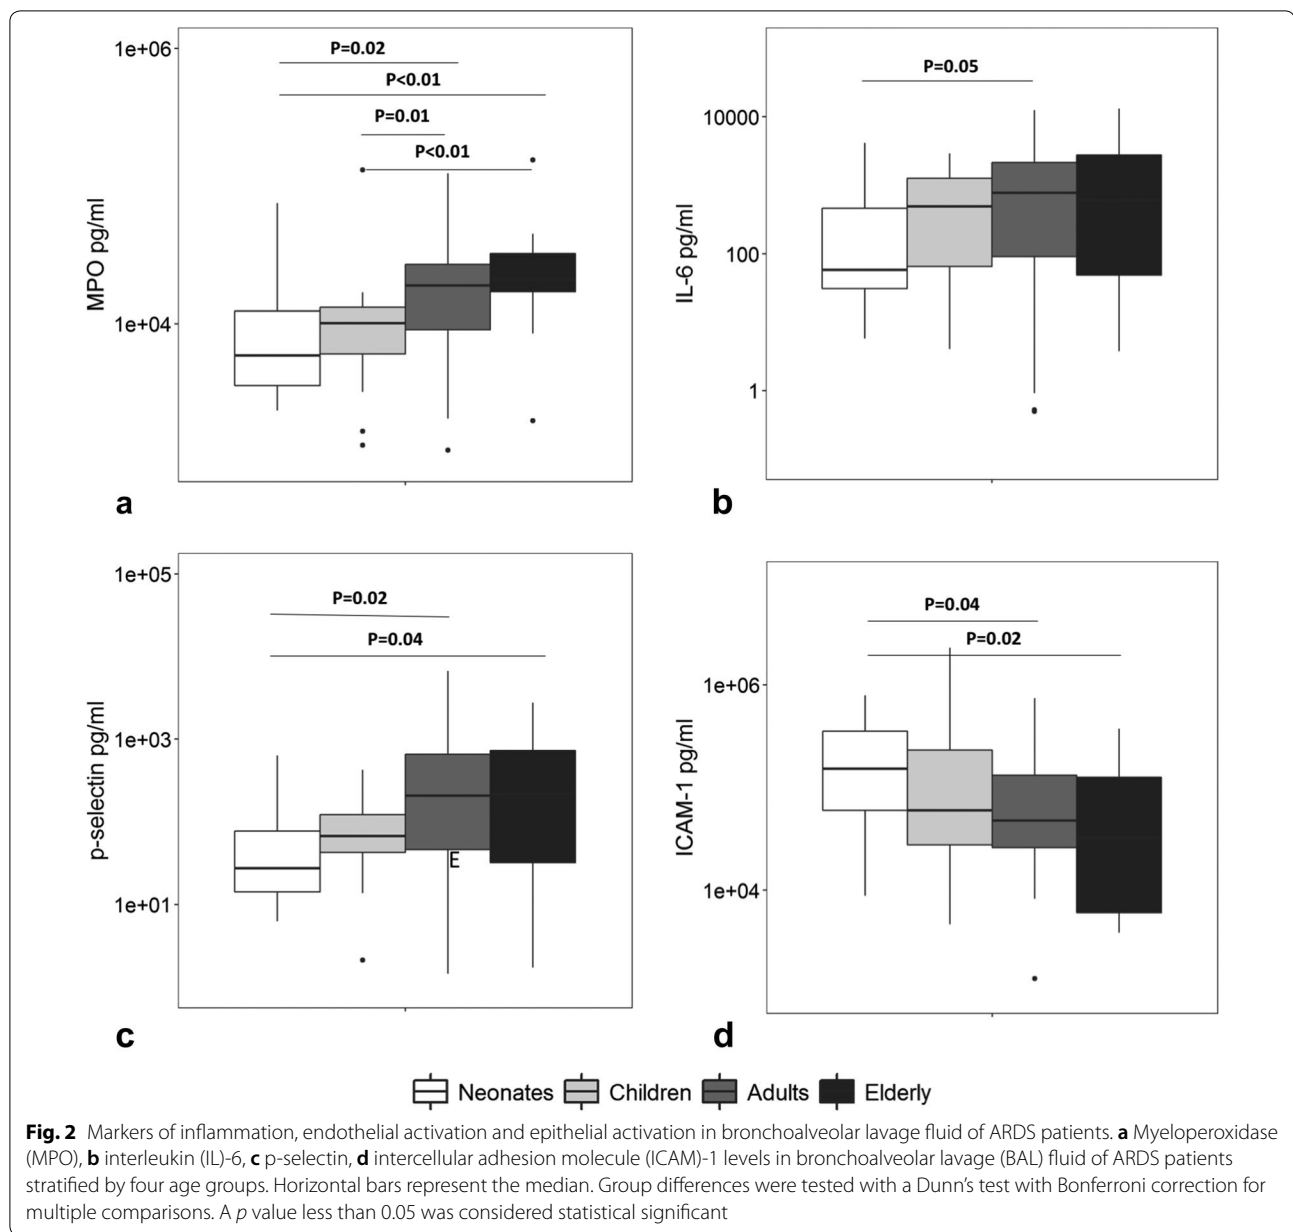 1e+06
P=0.02
P<0.01
P=0.01
P<0.01
MPO pg/ml
1e+04
a
P=0.05
10000
IL-6 pg/ml
100
1
b
1e+05
P=0.02
P=0.04
p-selectin pg/ml
1e+03
E
1e+01
c
P=0.04
P=0.02
1e+06
ICAM-1 pg/ml
1e+04
d
Neonates Children Adults Elderly
Fig. 2 Markers of inflammation, endothelial activation and epithelial activation in bronchoalveolar lavage fluid of ARDS patients. a Myeloperoxidase
(MPO), b interleukin (IL)-6, c p-selectin, d intercellular adhesion molecule (ICAM)-1 levels in bronchoalveolar lavage (BAL) fluid of ARDS patients
stratified by four age groups. Horizontal bars represent the median. Group differences were tested with a Dunn's test with Bonferroni correction for
multiple comparisons. A p value less than 0.05 was considered statistical significant